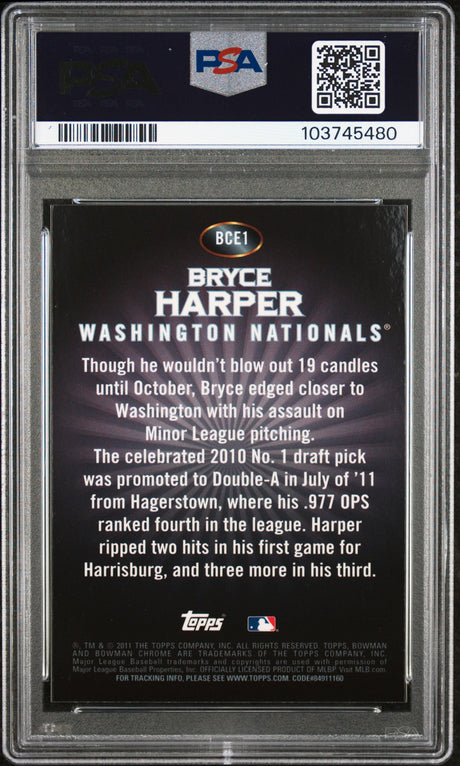 PSA
PSA
103745480
BCE1
BRYCE
HARPER
WASHINGTON NATIONALS®
Though he wouldn't blow out 19 candles
until October, Bryce edged closer to
Washington with his assault on
Minor League pitching.
The celebrated 2010 No. 1 draft pick
was promoted to Double-A in July of '11
from Hagerstown, where his .977 OPS
ranked fourth in the league. Harper
ripped two hits in his first game for
Harrisburg, and three more in his third.
Topps
®, TM & © 2011 THE TOPPS COMPANY, INC. ALL RIGHTS RESERVED. TOPPS, BOWMAN
AND BOWMAN CHROME ARE TRADEMARKS OF THE TOPPS COMPANY, INC.
Major League Baseball trademarks and copyrights are used with permission of
Major League Baseball Properties, Inc. OFFICIALLY LICENSED PRODUCT OF MLBP. Visit MLB.com.
FOR TRACKING INFO, PLEASE SEE WWW.TOPPS.COM. CODE#84911160